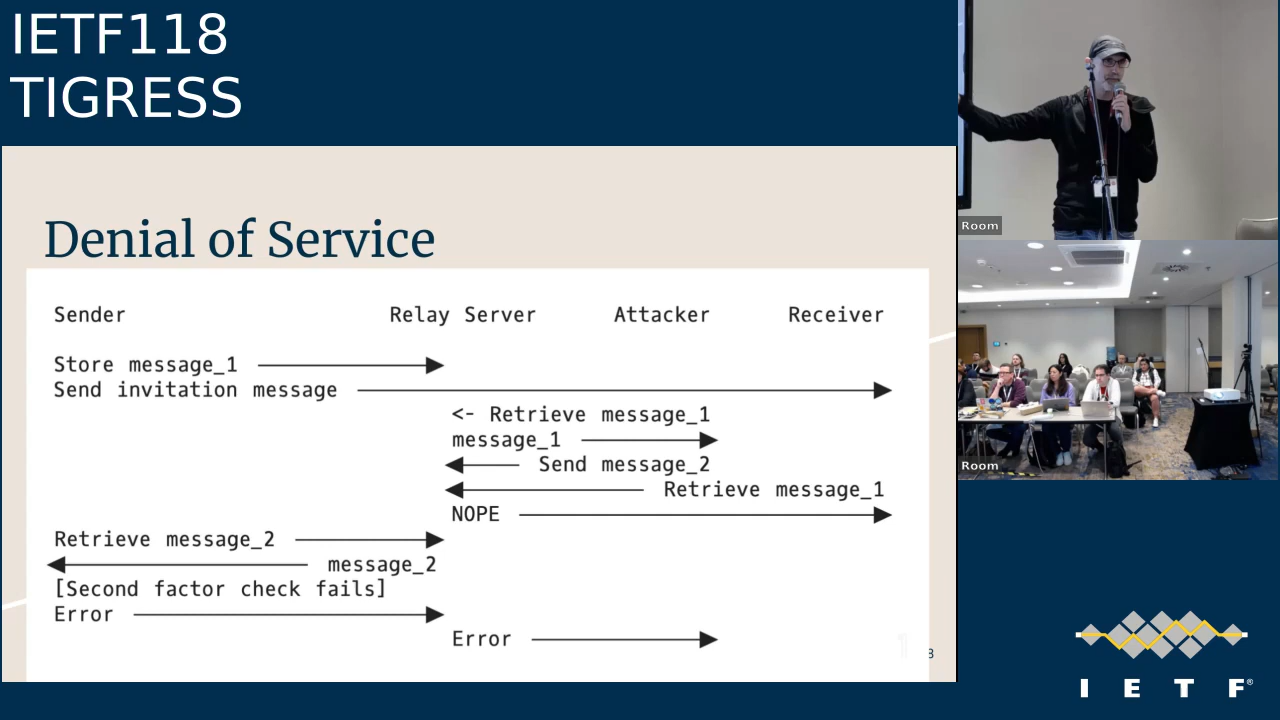 IETF118
TIGRESS
Denial of Service
Sender Relay Server Attacker Receiver
Store message_1
Send invitation message
<- Retrieve message_1
message_1
Send message_2
Retrieve message_1
NOPE
Retrieve message_2
message_2
[Second factor check fails]
Error
Error
8
Room
Room
I E T F®